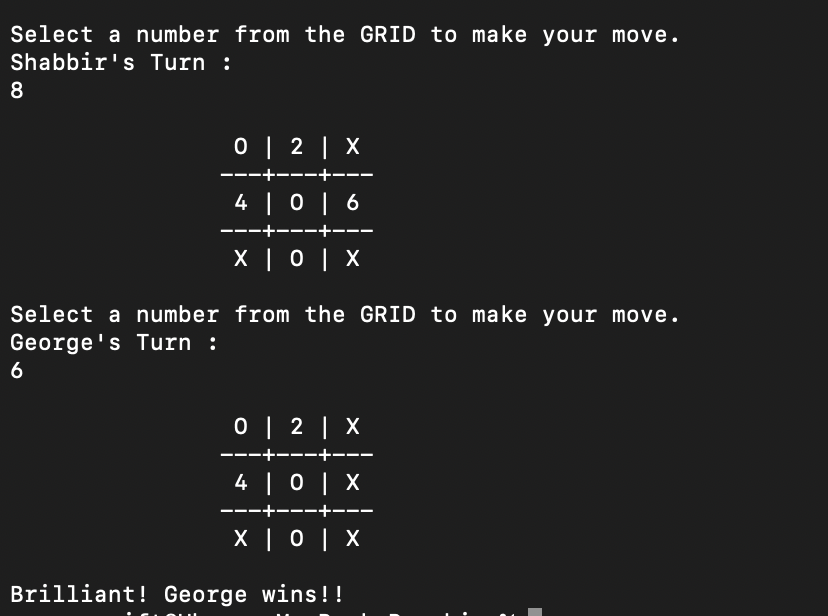 Select a number from the GRID to make your move.
Shabbir's Turn :
8
O | 2 | X
---+---+---
4 | O | 6
---+---+---
X | O | X
Select a number from the GRID to make your move.
George's Turn :
6
O | 2 | X
---+---+---
4 | O | X
---+---+---
X | O | X
Brilliant! George wins!!